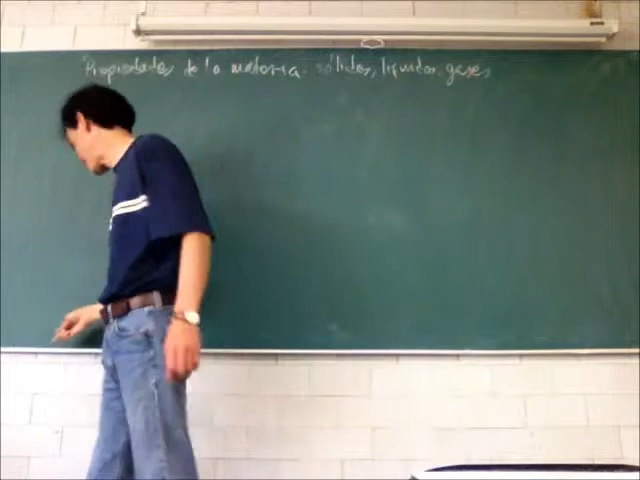 Propiedades de la materia. sólidos, líquidos, gases,